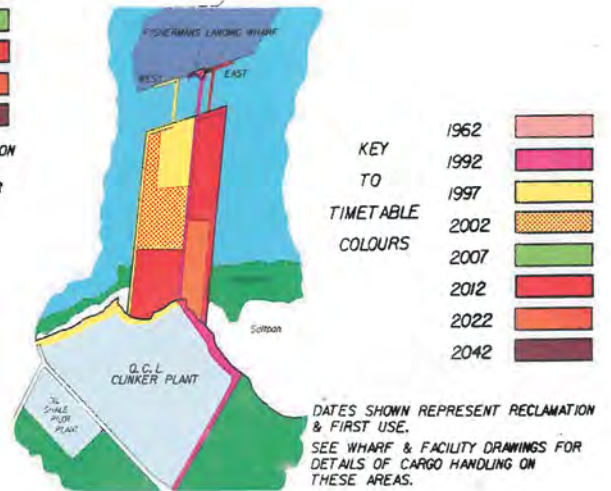 ON
R
FISHERMANS LANDING WHARF
WEST
EAST
Saltpan
Q.C.L
CLINKER PLANT
OIL
SHALE
PILOT
PLANT
KEY
TO
TIMETABLE
COLOURS
1962
1992
1997
2002
2007
2012
2022
2042
DATES SHOWN REPRESENT RECLAMATION
& FIRST USE.
SEE WHARF & FACILITY DRAWINGS FOR
DETAILS OF CARGO HANDLING ON
THESE AREAS.